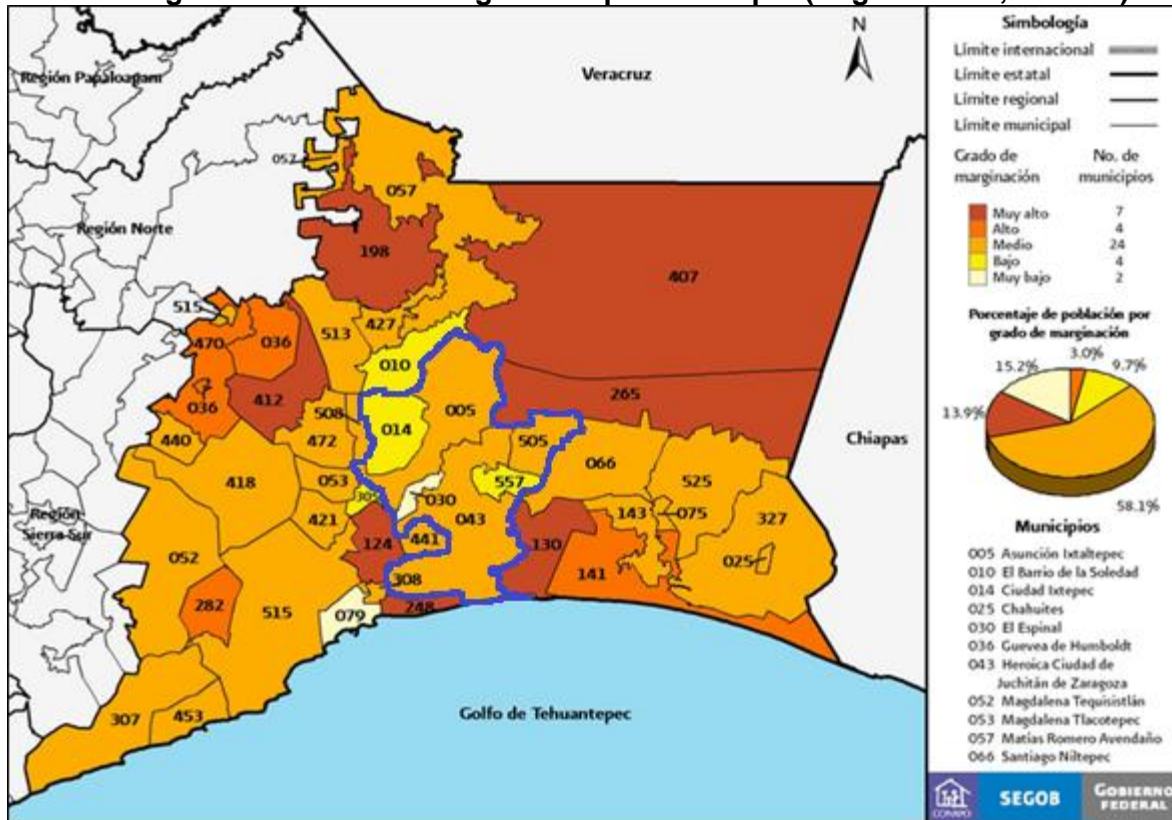 Veracruz
N
Región Papaloapam
Región Norte
Región
Sierra Sur
Chiapas
Golfo de Tehuantepec
052
057
198
407
515
470
036
513
427
010
412
036
005
265
508
014
440
472
505
066
418
053
557
525
305
030
043
143
075
327
421
124
441
130
025
052
308
141
282
515
079
248
307
453
Simbología
Límite internacional
Límite estatal
Límite regional
Límite municipal
Grado de marginación No. de municipios
Muy alto 7
Alto 4
Medio 24
Bajo 4
Muy bajo 2
Porcentaje de población por
grado de marginación
15.2%
3.0%
9.7%
13.9%
58.1%
Municipios
005 Asunción Ixtaltepec
010 El Barrio de la Soledad
014 Ciudad Ixtepec
025 Chahuites
030 El Espinal
036 Guevea de Humboldt
043 Heroica Ciudad de
Juchitán de Zaragoza
052 Magdalena Tequisistlán
053 Magdalena Tlacotepec
057 Matías Romero Avendaño
066 Santiago Niltepec
CONAPO
SEGOB
GOBIERNO
FEDERAL